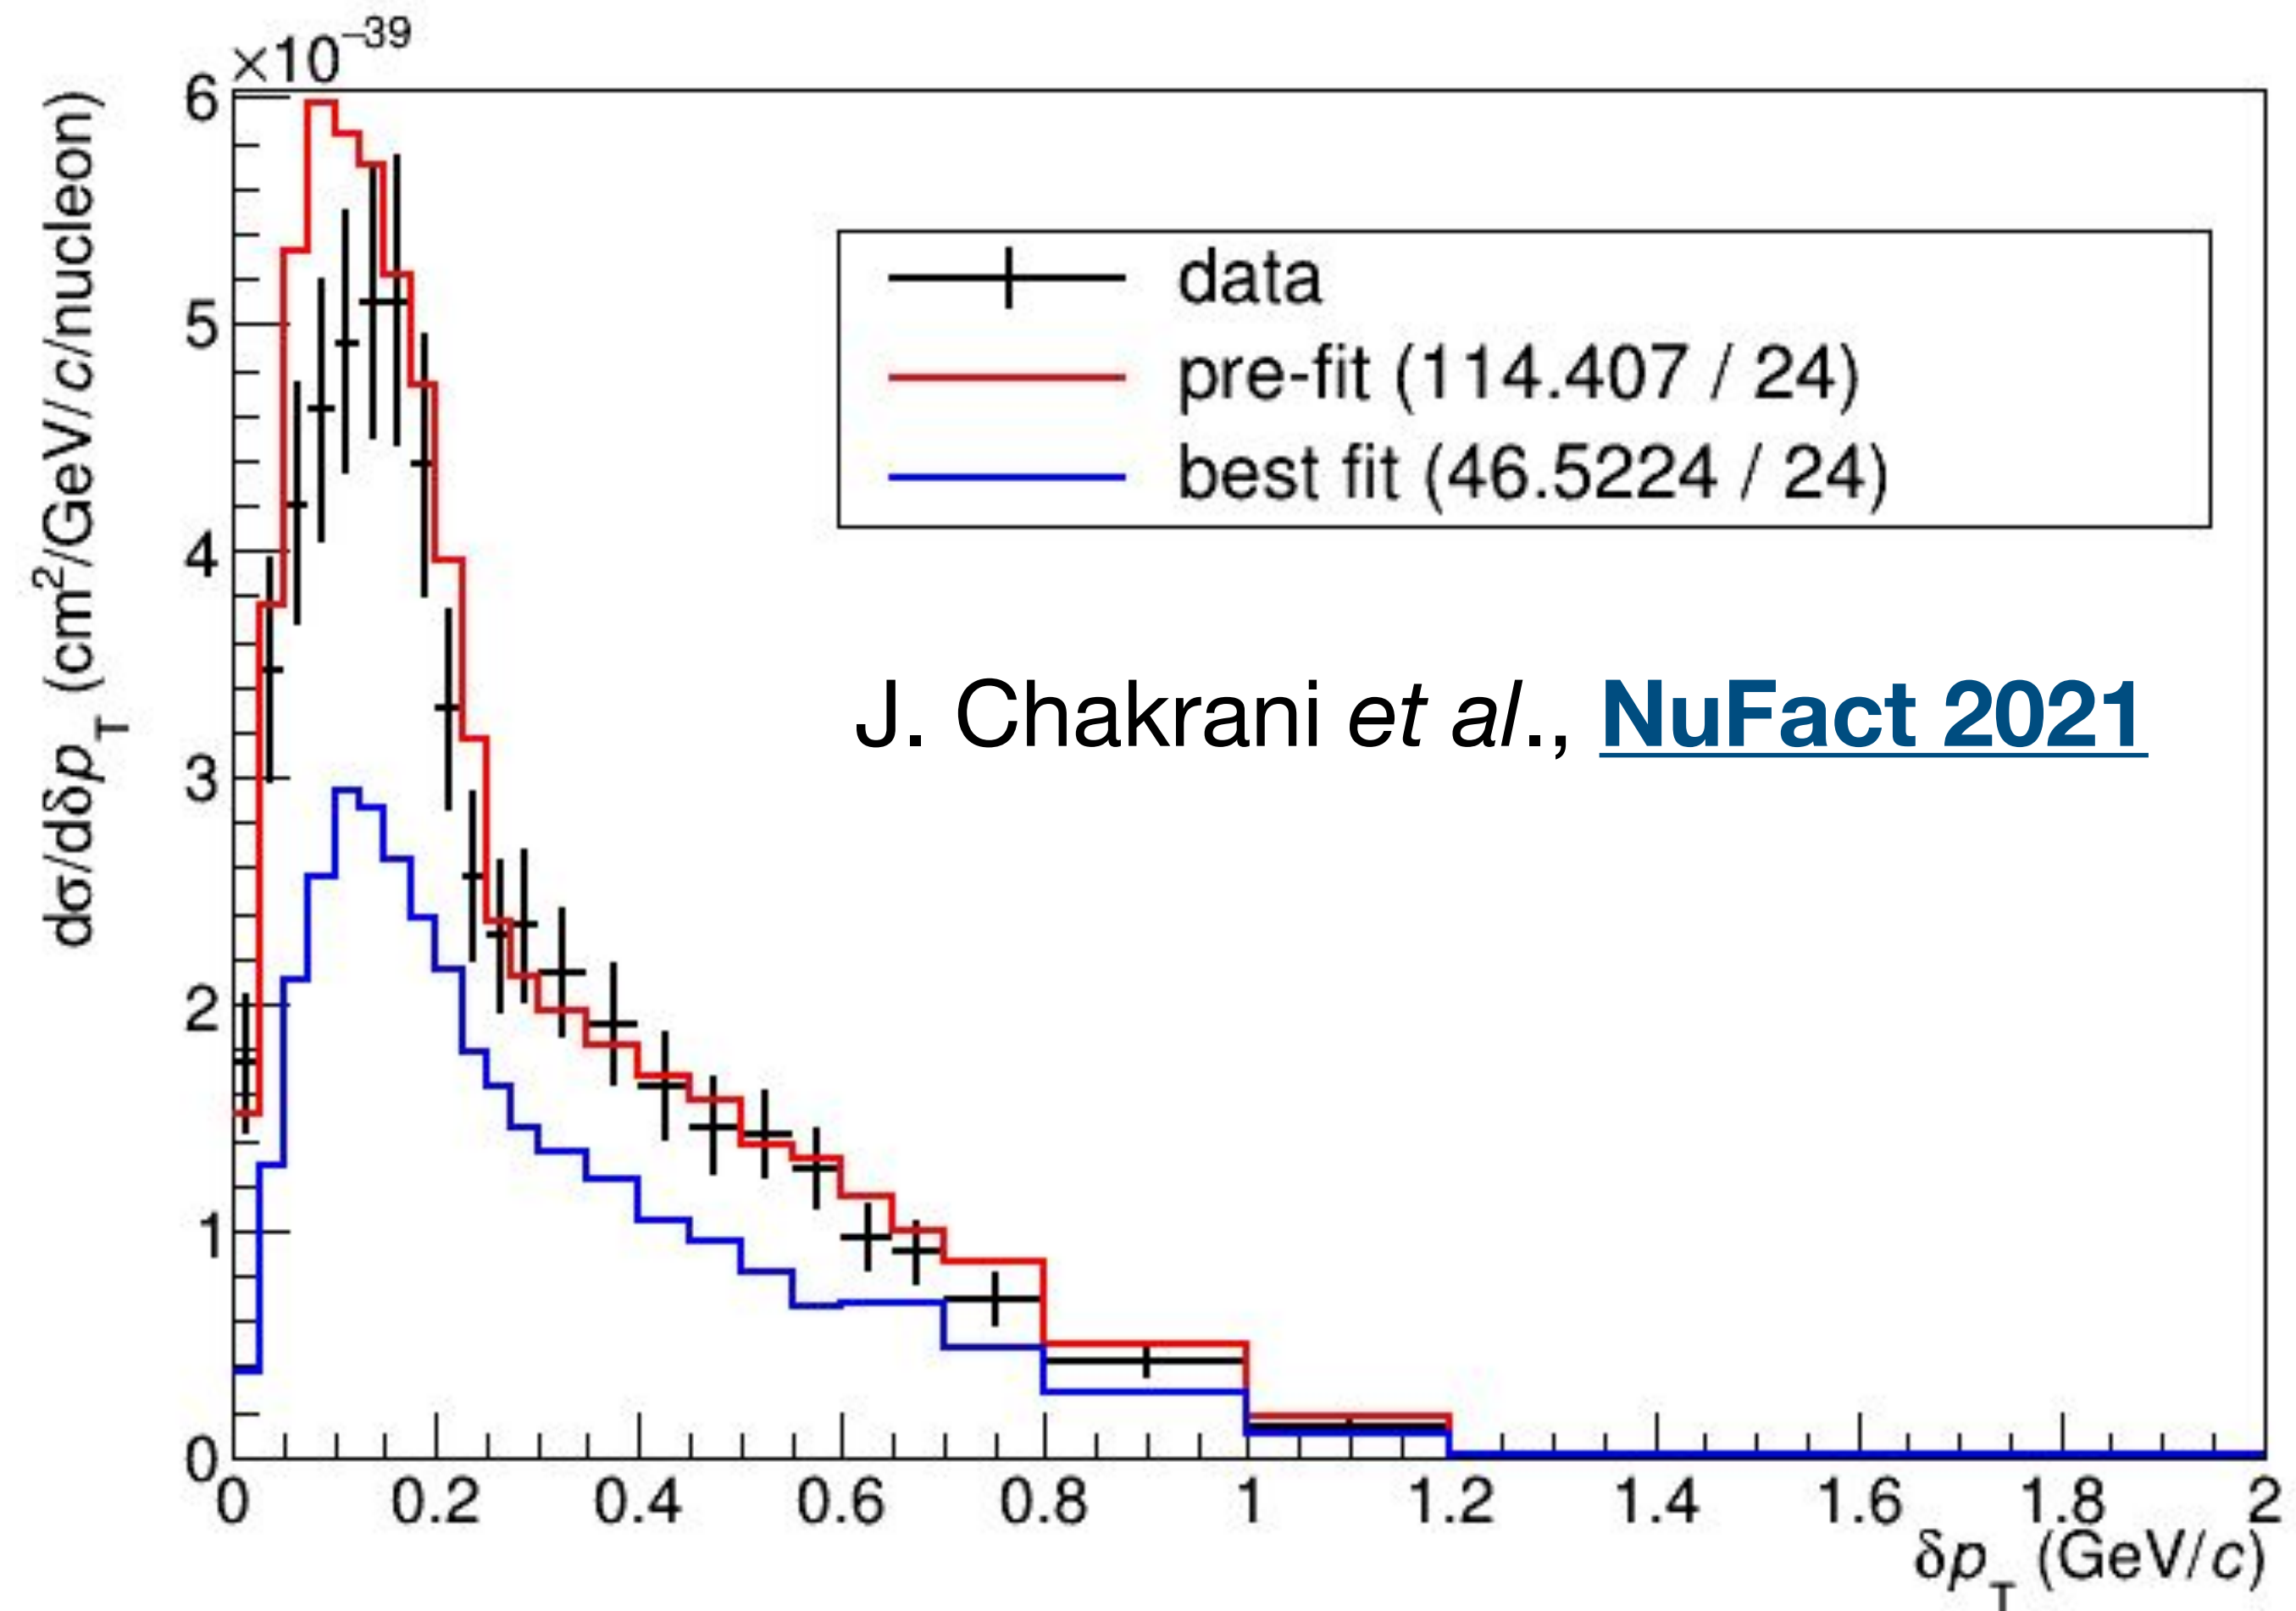 ×10⁻³⁹
dσ/dδp_T (cm²/GeV/c/nucleon)
6
5
4
3
2
1
0
data
pre-fit (114.407 / 24)
best fit (46.5224 / 24)
J. Chakrani et al., NuFact 2021
0 0.2 0.4 0.6 0.8 1 1.2 1.4 1.6 1.8 2
δp_T (GeV/c)